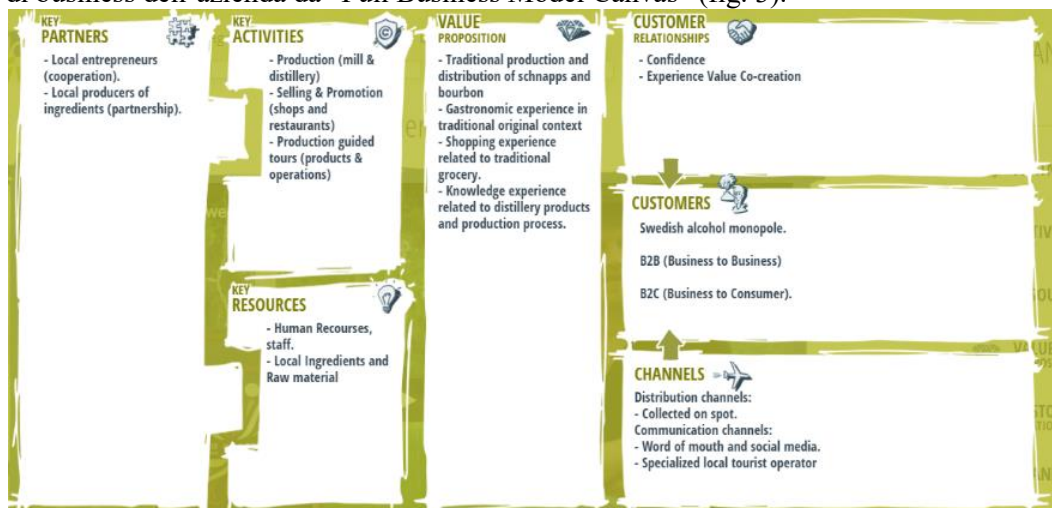 di business dell'azienda da "Full Business Model Canvas" (fig. 3).
KEY
PARTNERS
- Local entrepreneurs
(cooperation).
- Local producers of
ingredients (partnership).
KEY
ACTIVITIES
- Production (mill &
distillery)
- Selling & Promotion
(shops and
restaurants)
- Production guided
tours (products &
operations)
KEY
RESOURCES
- Human Recourses,
staff.
- Local Ingredients and
Raw material
VALUE
PROPOSITION
- Traditional production and
distribution of schnapps and
bourbon
- Gastronomic experience in
traditional original context
- Shopping experience
related to traditional
grocery.
- Knowledge experience
related to distillery products
and production process.
CUSTOMER
RELATIONSHIPS
- Confidence
- Experience Value Co-creation
CUSTOMERS
Swedish alcohol monopole.
B2B (Business to Business)
B2C (Business to Consumer).
CHANNELS
Distribution channels:
- Collected on spot.
Communication channels:
- Word of mouth and social media.
- Specialized local tourist operator